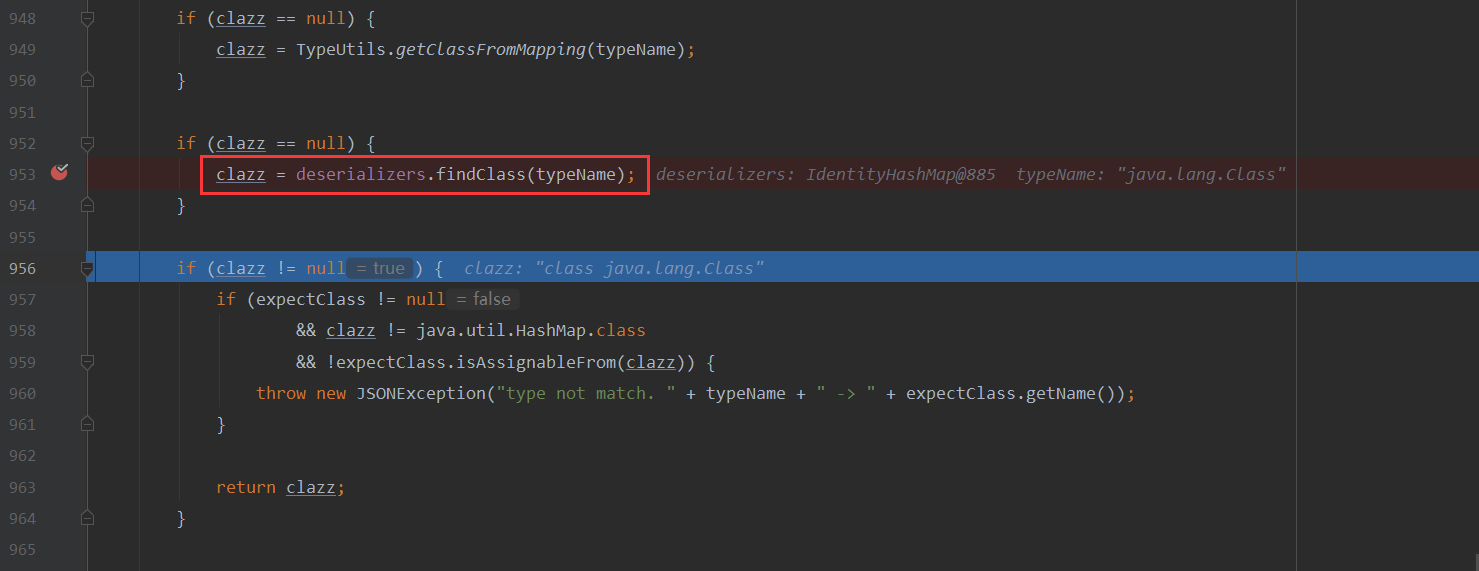 948 if (clazz == null) {
949 clazz = TypeUtils.getClassFromMapping(typeName);
950 }
951
952 if (clazz == null) {
953 clazz = deserializers.findClass(typeName); deserializers: IdentityHashMap@885 typeName: "java.lang.Class"
954 }
955
956 if (clazz != null = true ) { clazz: "class java.lang.Class"
957 if (expectClass != null = false
958 && clazz != java.util.HashMap.class
959 && !expectClass.isAssignableFrom(clazz)) {
960 throw new JSONException("type not match. " + typeName + " -> " + expectClass.getName());
961 }
962
963 return clazz;
964 }
965